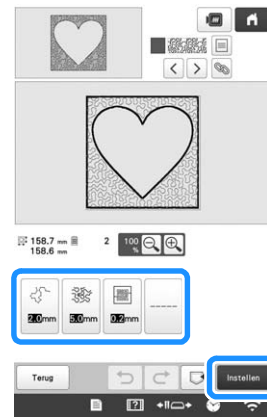 158.7 mm
158.6 mm
2
100 %
2.0mm
5.0mm
0.2mm
-----
Terug
Instellen